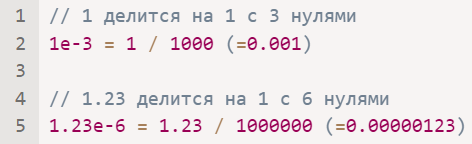 1 // 1 делится на 1 с 3 нулями
2 1e-3 = 1 / 1000 (=0.001)
3
4 // 1.23 делится на 1 с 6 нулями
5 1.23e-6 = 1.23 / 1000000 (=0.00000123)